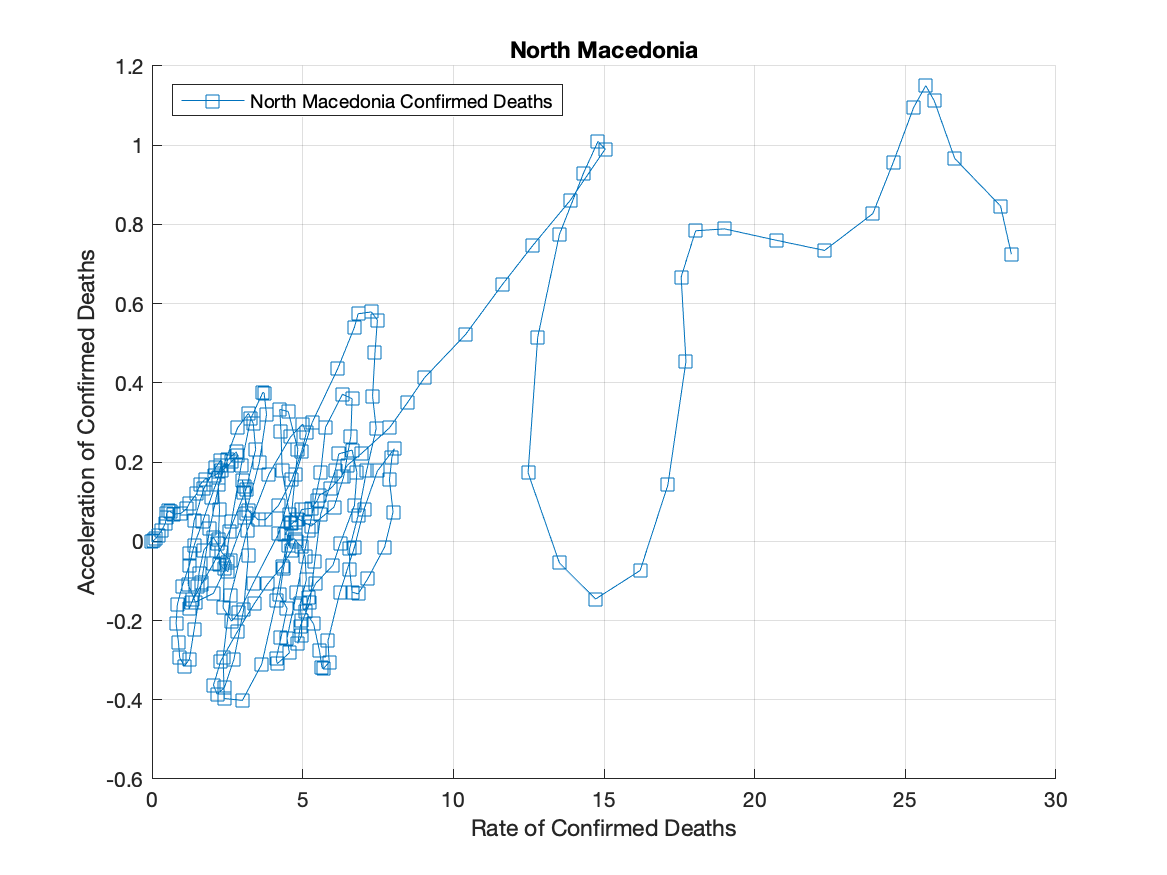 North Macedonia
North Macedonia Confirmed Deaths
1.2
1
0.8
0.6
0.4
0.2
0
-0.2
-0.4
-0.6
Acceleration of Confirmed Deaths
0 5 10 15 20 25 30
Rate of Confirmed Deaths